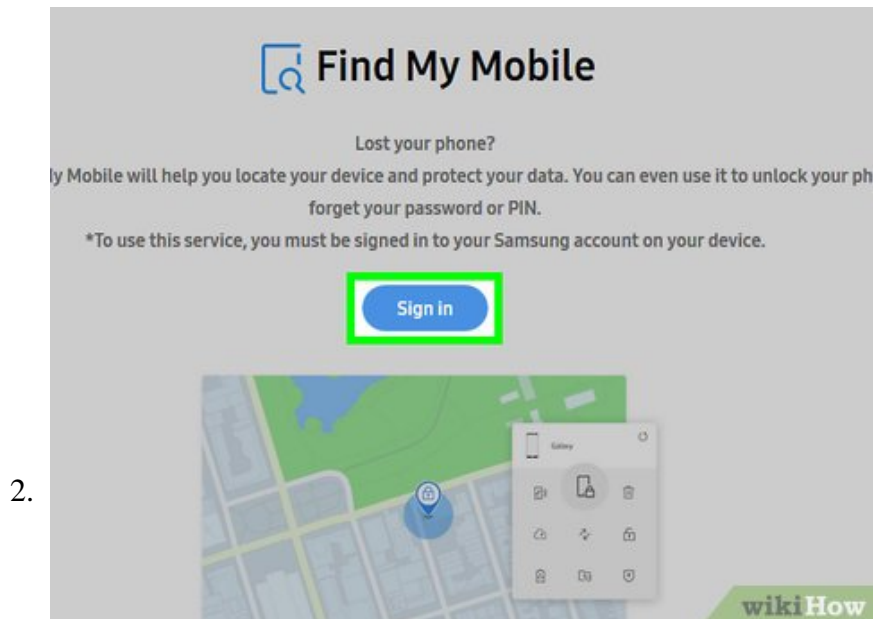 Find My Mobile
Lost your phone?
ly Mobile will help you locate your device and protect your data. You can even use it to unlock your ph
forget your password or PIN.
*To use this service, you must be signed in to your Samsung account on your device.
Sign in
Galaxy
2.
wikiHow